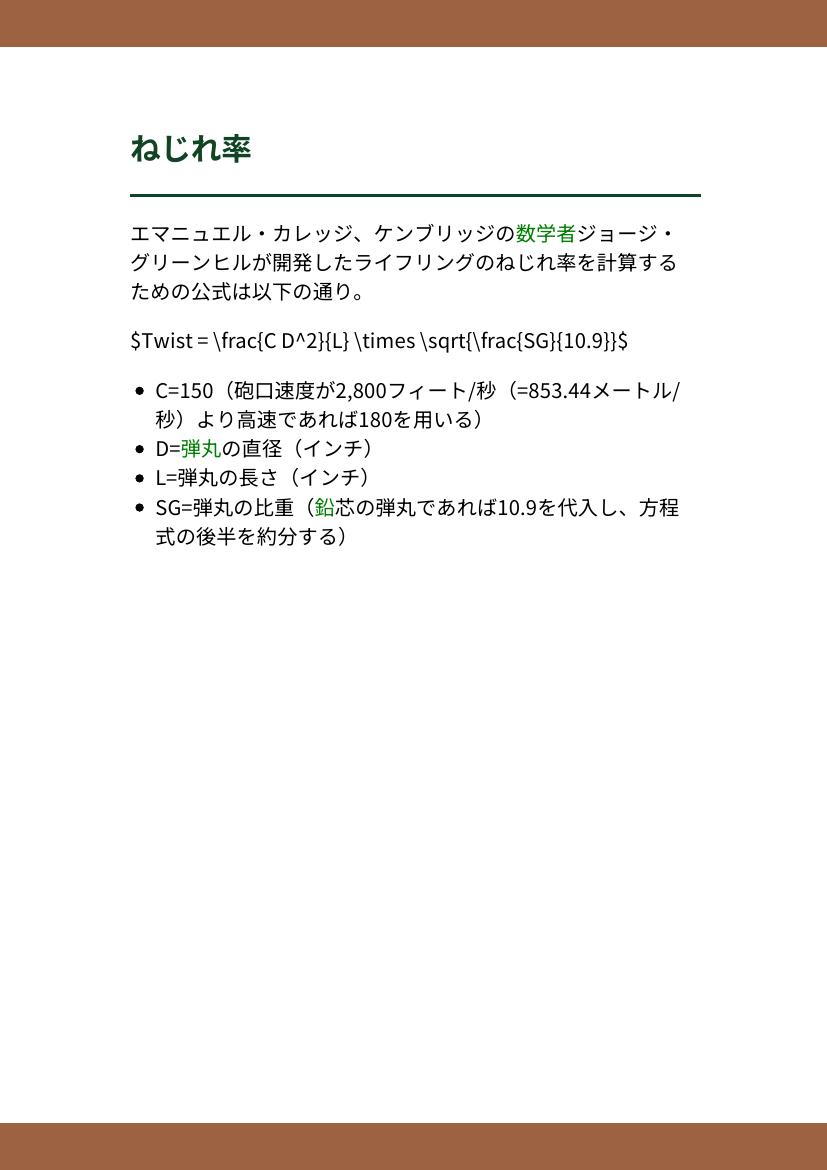 ねじれ率
エマニュエル・カレッジ、ケンブリッジの数学者ジョージ・
グリーンヒルが開発したライフリングのねじれ率を計算する
ための公式は以下の通り。
$Twist = \frac{C D^2}{L} \times \sqrt{\frac{SG}{10.9}}$
• C=150（砲口速度が2,800フィート/秒（=853.44メートル/
秒）より高速であれば180を用いる）
• D=弾丸の直径（インチ）
• L=弾丸の長さ（インチ）
• SG=弾丸の比重（鉛芯の弾丸であれば10.9を代入し、方程
式の後半を約分する）